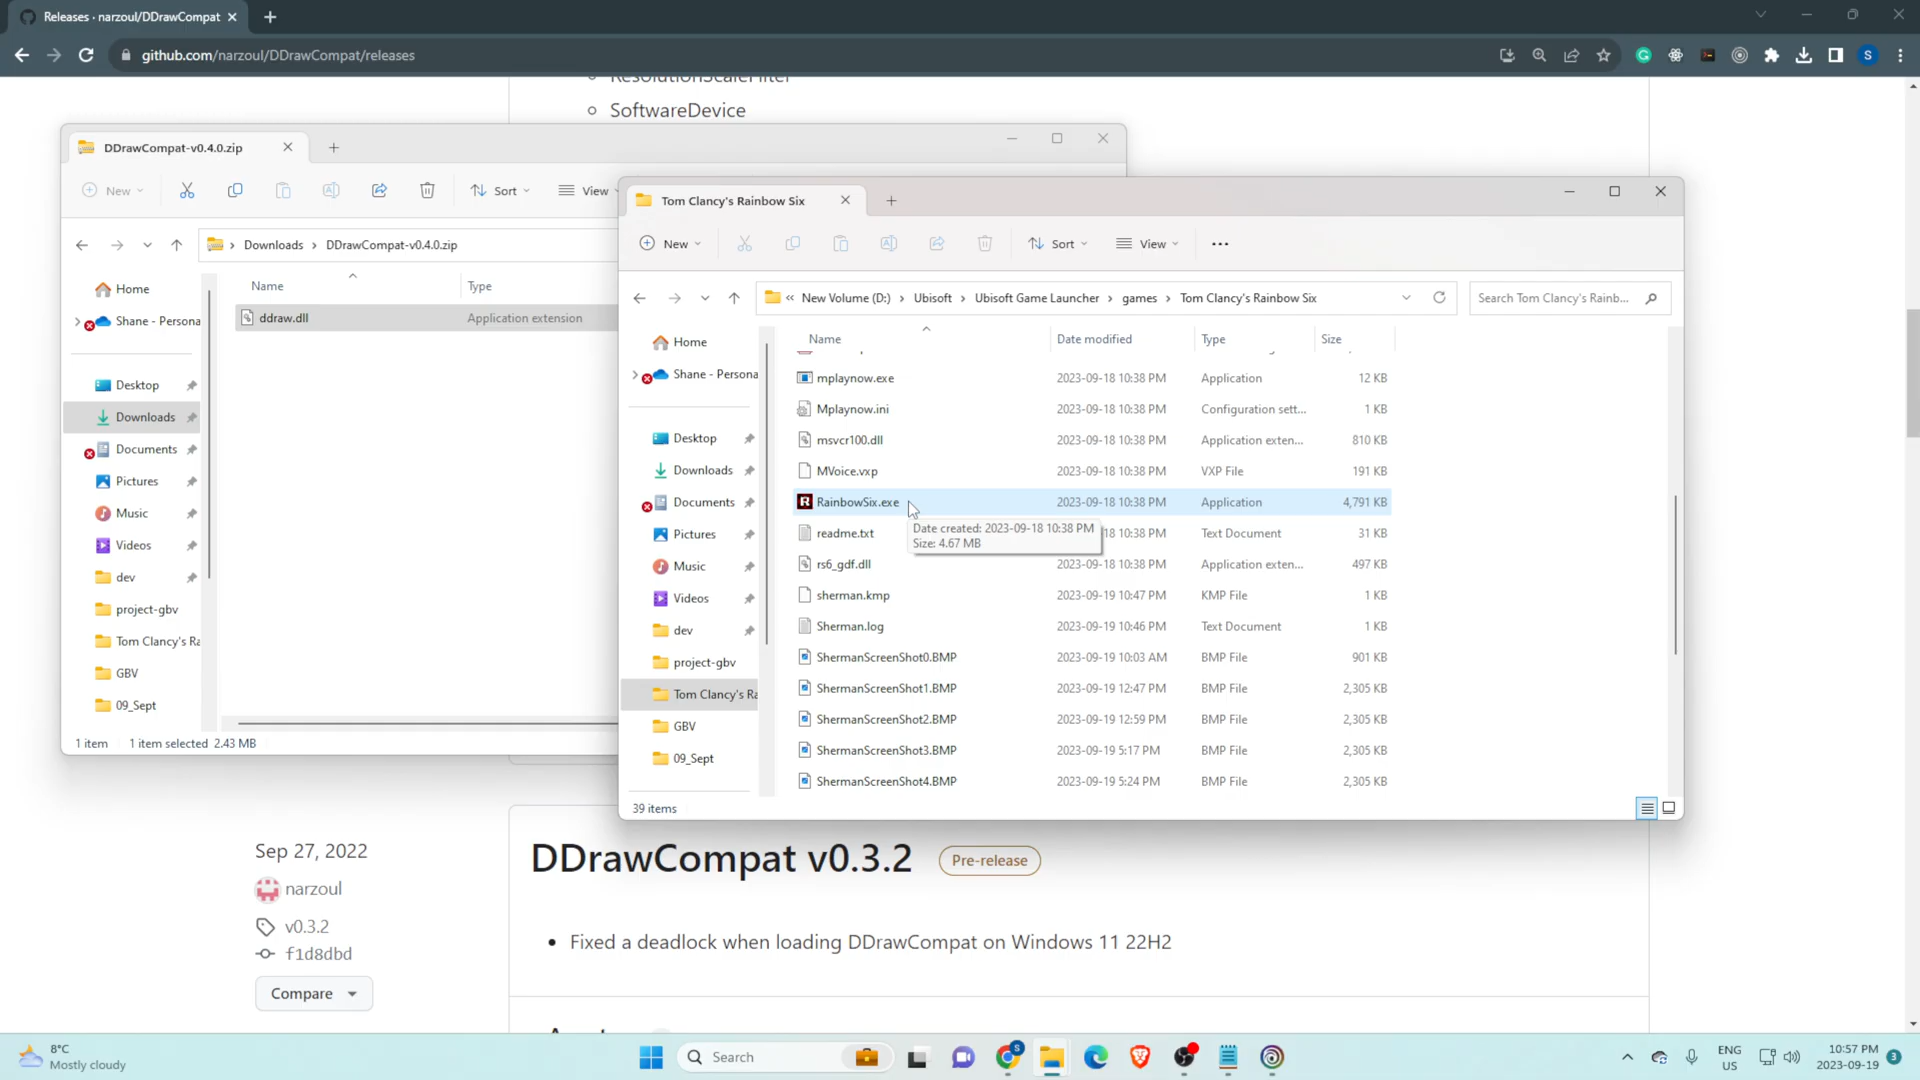 Releases · narzoul/DDrawCompat
github.com/narzoul/DDrawCompat/releases
S
ResolutionScaleFilter
SoftwareDevice
DDrawCompat-v0.4.0.zip
New
Sort
View
Downloads
DDrawCompat-v0.4.0.zip
Home
Shane - Persona
Desktop
Downloads
Documents
Pictures
Music
Videos
dev
project-gbv
Tom Clancy's Ra
GBV
09_Sept
Name Type
ddraw.dll Application extension
1 item 1 item selected 2.43 MB
Tom Clancy's Rainbow Six
New
Sort
View
New Volume (D:) Ubisoft Ubisoft Game Launcher games Tom Clancy's Rainbow Six
Search Tom Clancy's Rainb...
Home
Shane - Persona
Desktop
Downloads
Documents
Pictures
Music
Videos
dev
project-gbv
Tom Clancy's Ra
GBV
09_Sept
Name Date modified Type Size
mplaynow.exe 2023-09-18 10:38 PM Application 12 KB
Mplaynow.ini 2023-09-18 10:38 PM Configuration sett... 1 KB
msvcr100.dll 2023-09-18 10:38 PM Application exten... 810 KB
MVoice.vxp 2023-09-18 10:38 PM VXP File 191 KB
RainbowSix.exe 2023-09-18 10:38 PM Application 4,791 KB
Date created: 2023-09-18 10:38 PM
Size: 4.67 MB
readme.txt 10:38 PM Text Document 31 KB
rs6_gdf.dll 2023-09-18 10:38 PM Application exten... 497 KB
sherman.kmp 2023-09-19 10:47 PM KMP File 1 KB
Sherman.log 2023-09-19 10:46 PM Text Document 1 KB
ShermanScreenShot0.BMP 2023-09-19 10:03 AM BMP File 901 KB
ShermanScreenShot1.BMP 2023-09-19 12:47 PM BMP File 2,305 KB
ShermanScreenShot2.BMP 2023-09-19 12:59 PM BMP File 2,305 KB
ShermanScreenShot3.BMP 2023-09-19 5:17 PM BMP File 2,305 KB
ShermanScreenShot4.BMP 2023-09-19 5:24 PM BMP File 2,305 KB
39 items
Sep 27, 2022
narzoul
v0.3.2
f1d8dbd
Compare
DDrawCompat v0.3.2 Pre-release
Fixed a deadlock when loading DDrawCompat on Windows 11 22H2
8°C
Mostly cloudy
Search
S
ENG
US
10:57 PM
2023-09-19
3